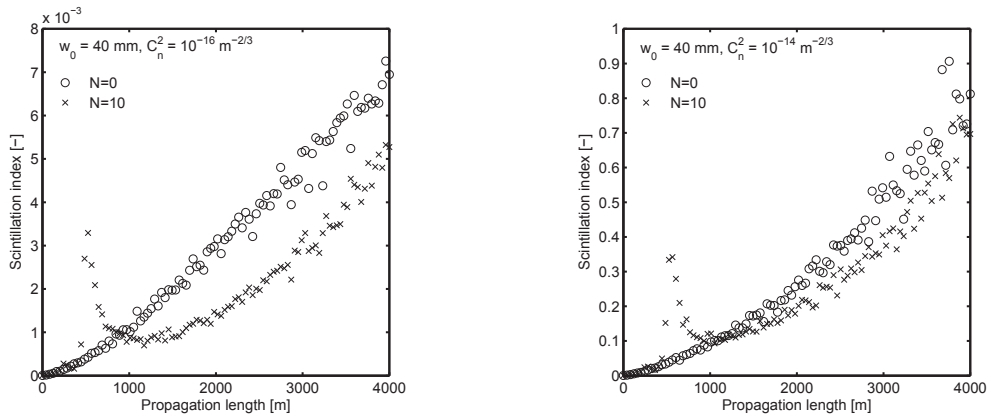 x 10⁻³
8
7
6
5
4
3
2
1
0
Scintillation index [−]
w₀ = 40 mm, C²ₙ = 10⁻¹⁶ m⁻²/³
N=0
N=10
0 1000 2000 3000 4000
Propagation length [m]
1
0.9
0.8
0.7
0.6
0.5
0.4
0.3
0.2
0.1
0
Scintillation index [−]
w₀ = 40 mm, C²ₙ = 10⁻¹⁴ m⁻²/³
N=0
N=10
0 1000 2000 3000 4000
Propagation length [m]